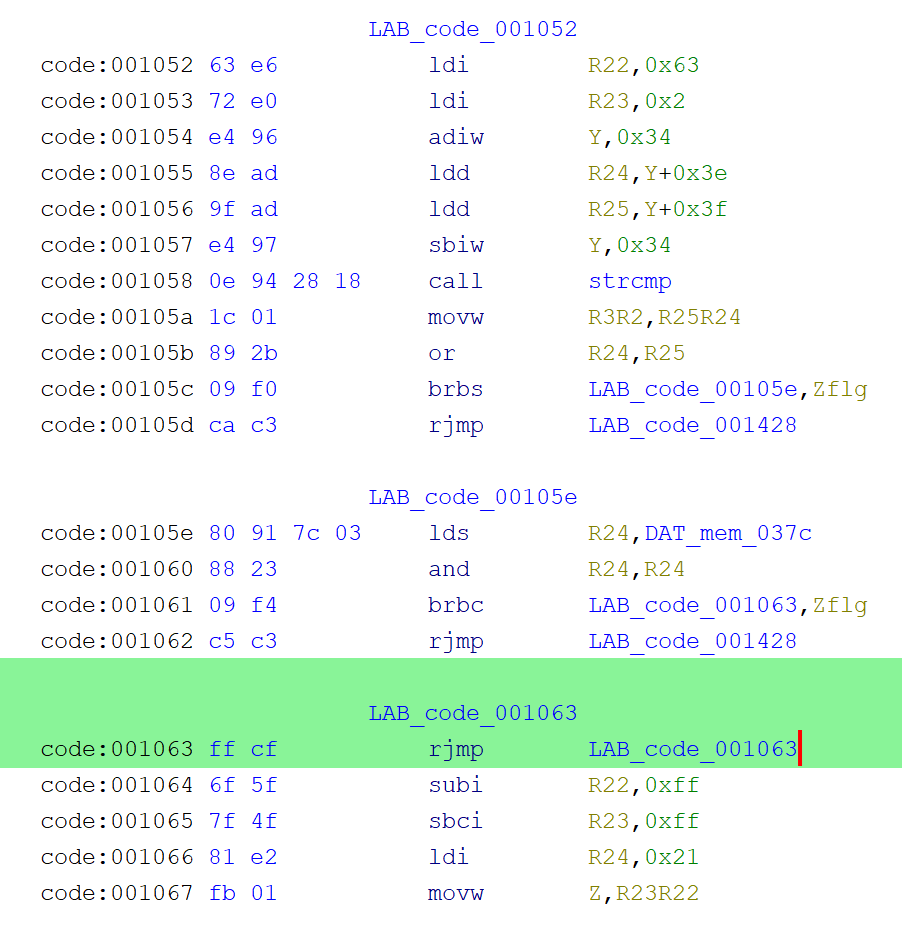 LAB_code_001052
code:001052 63 e6 ldi R22,0x63
code:001053 72 e0 ldi R23,0x2
code:001054 e4 96 adiw Y,0x34
code:001055 8e ad ldd R24,Y+0x3e
code:001056 9f ad ldd R25,Y+0x3f
code:001057 e4 97 sbiw Y,0x34
code:001058 0e 94 28 18 call strcmp
code:00105a 1c 01 movw R3R2,R25R24
code:00105b 89 2b or R24,R25
code:00105c 09 f0 brbs LAB_code_00105e,Zflg
code:00105d ca c3 rjmp LAB_code_001428
LAB_code_00105e
code:00105e 80 91 7c 03 lds R24,DAT_mem_037c
code:001060 88 23 and R24,R24
code:001061 09 f4 brbc LAB_code_001063,Zflg
code:001062 c5 c3 rjmp LAB_code_001428
LAB_code_001063
code:001063 ff cf rjmp LAB_code_001063
code:001064 6f 5f subi R22,0xff
code:001065 7f 4f sbci R23,0xff
code:001066 81 e2 ldi R24,0x21
code:001067 fb 01 movw Z,R23R22